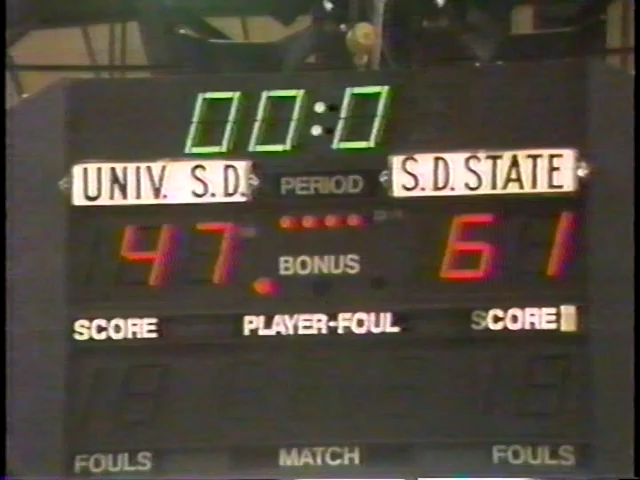 00:0
UNIV. S.D. PERIOD S.D. STATE
47 BONUS 61
SCORE PLAYER-FOUL SCORE
FOULS MATCH FOULS